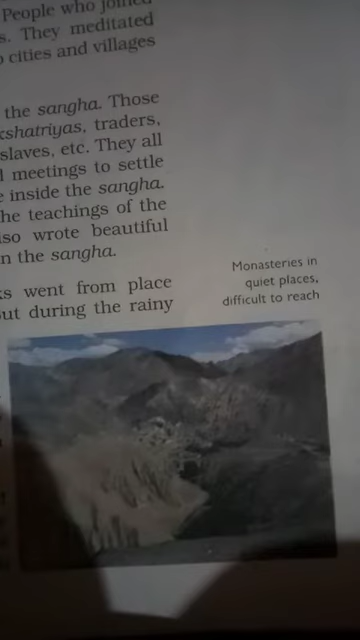 People who joined
s. They meditated
o cities and villages
the sangha. Those
kshatriyas, traders,
slaves, etc. They all
l meetings to settle
e inside the sangha.
he teachings of the
lso wrote beautiful
n the sangha.
ks went from place
out during the rainy
Monasteries in
quiet places,
difficult to reach